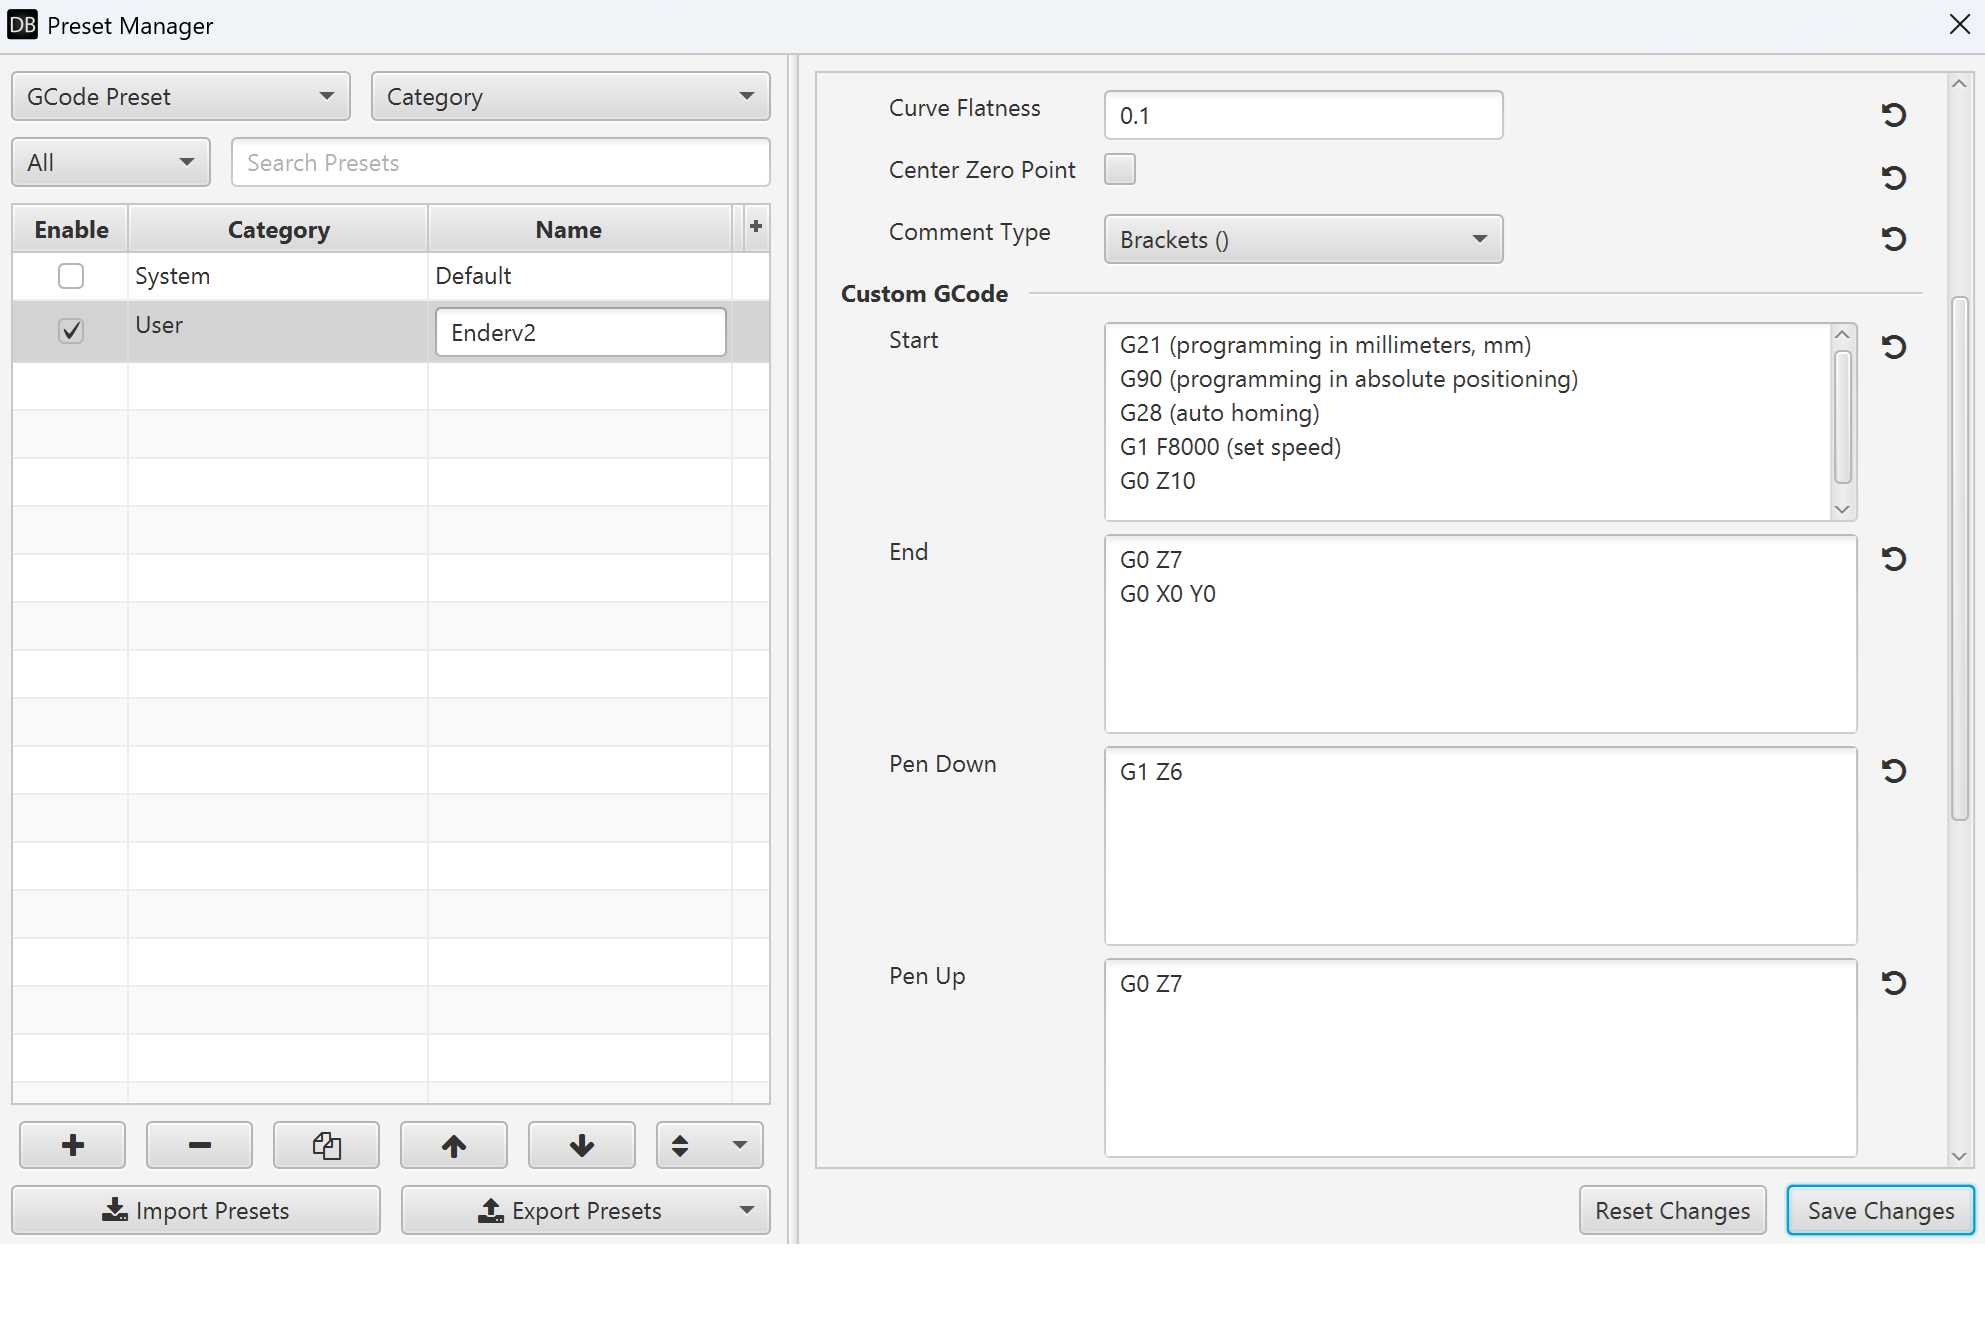 DB Preset Manager
GCode Preset
Category
All
Search Presets
Enable Category Name +
System Default
User Enderv2
Import Presets
Export Presets
Curve Flatness 0.1
Center Zero Point
Comment Type Brackets ()
Custom GCode
Start
G21 (programming in millimeters, mm)
G90 (programming in absolute positioning)
G28 (auto homing)
G1 F8000 (set speed)
G0 Z10
End
G0 Z7
G0 X0 Y0
Pen Down
G1 Z6
Pen Up
G0 Z7
Reset Changes
Save Changes